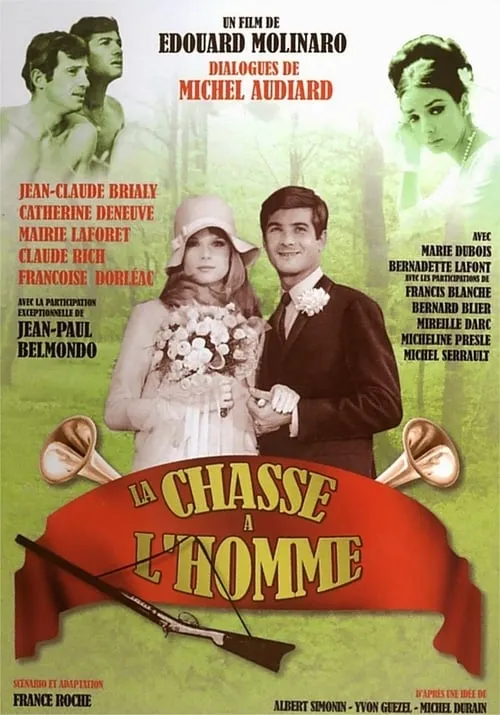 UN FILM DE
EDOUARD MOLINARO
DIALOGUES DE
MICHEL AUDIARD
JEAN-CLAUDE BRIALY
CATHERINE DENEUVE
MAIRIE LAFORET
CLAUDE RICH
FRANCOISE DORLÉAC
AVEC LA PARTICIPATION
EXCEPTIONNELLE DE
JEAN-PAUL
BELMONDO
AVEC
MARIE DUBOIS
BERNADETTE LAFONT
AVEC LES PARTICIPATIONS DE
FRANCIS BLANCHE
BERNARD BLIER
MIREILLE DARC
MICHELINE PRESLE
MICHEL SERRAULT
LA CHASSE
A
L'HOMME
SCÉNARIO ET ADAPTATION
FRANCE ROCHE
D'APRÈS UNE IDÉE DE
ALBERT SIMONIN - YVON GUEZEL - MICHEL DURAIN